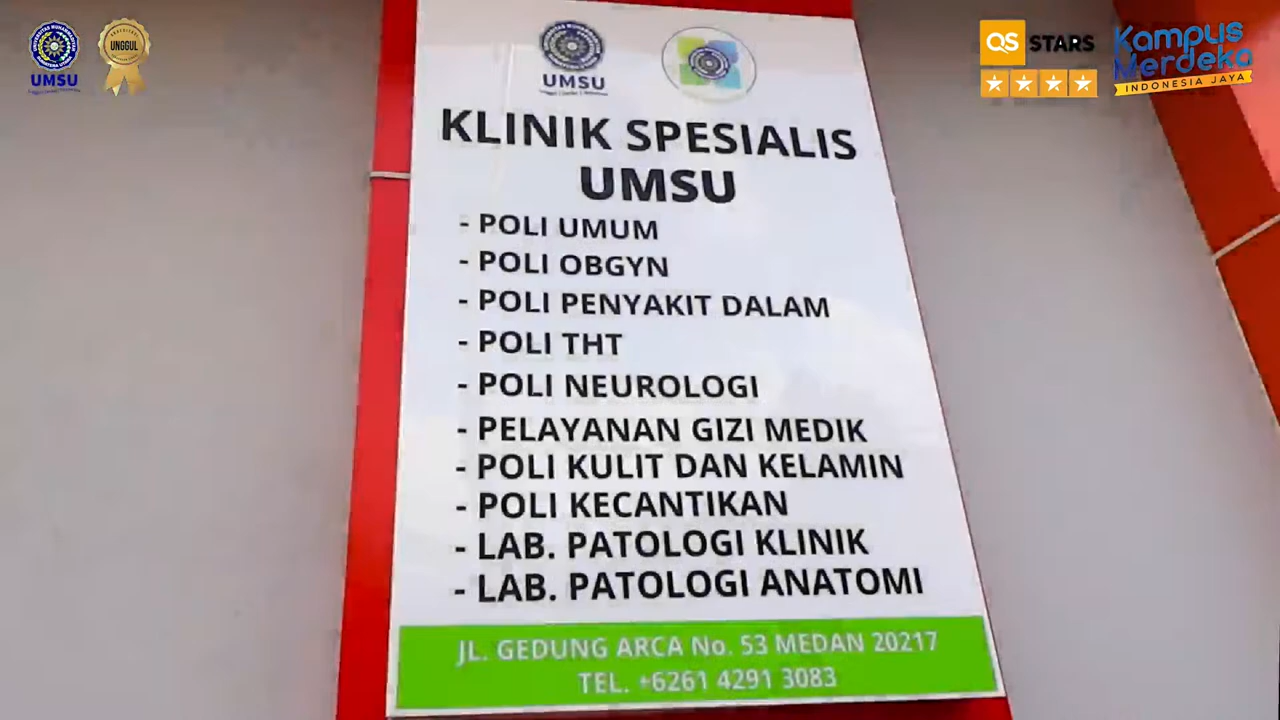 UMSU
UNGGUL
QS STARS
Kampus
Merdeka
INDONESIA JAYA
UMSU
KLINIK SPESIALIS
UMSU
- POLI UMUM
- POLI OBGYN
- POLI PENYAKIT DALAM
- POLI THT
- POLI NEUROLOGI
- PELAYANAN GIZI MEDIK
- POLI KULIT DAN KELAMIN
- POLI KECANTIKAN
- LAB. PATOLOGI KLINIK
- LAB. PATOLOGI ANATOMI
JL. GEDUNG ARCA No. 53 MEDAN 20217
TEL. +6261 4291 3083